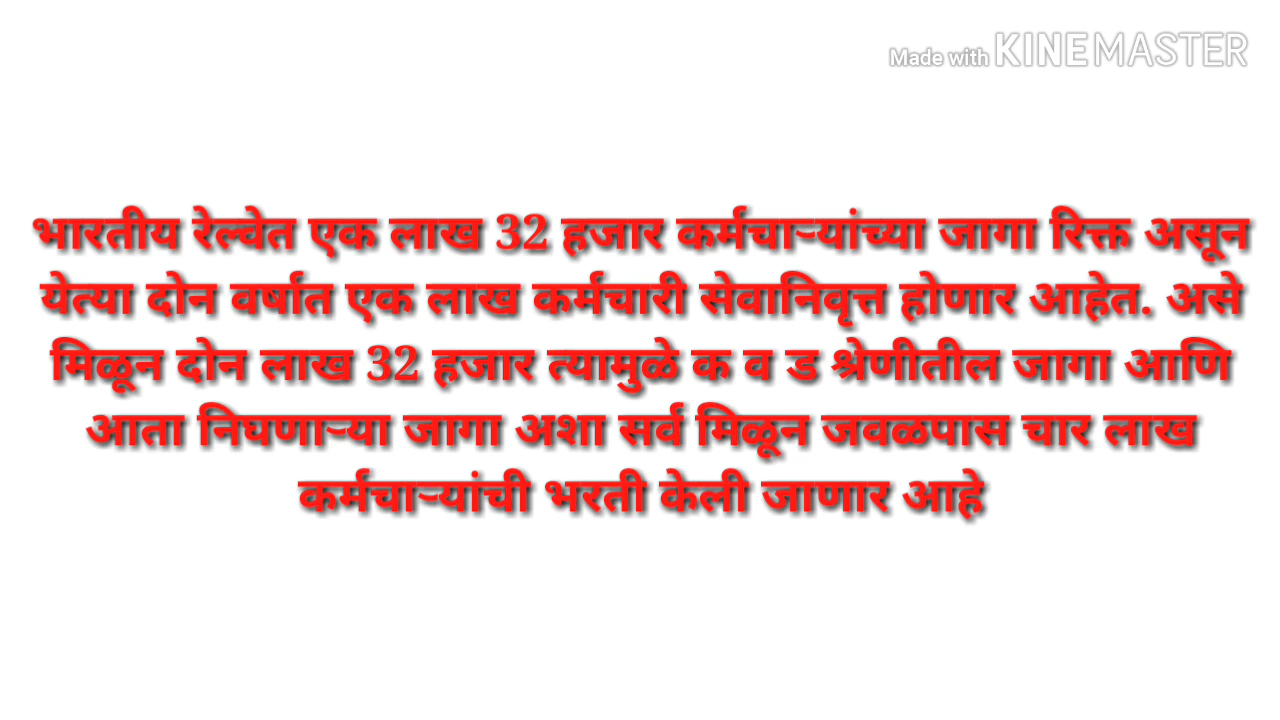 Made with KINEMASTER
भारतीय रेल्वेत एक लाख 32 हजार कर्मचाऱ्यांच्या जागा रिक्त असून
येत्या दोन वर्षात एक लाख कर्मचारी सेवानिवृत्त होणार आहेत. असे
मिळून दोन लाख 32 हजार त्यामुळे क व ड श्रेणीतील जागा आणि
आता निघणाऱ्या जागा अशा सर्व मिळून जवळपास चार लाख
कर्मचाऱ्यांची भरती केली जाणार आहे